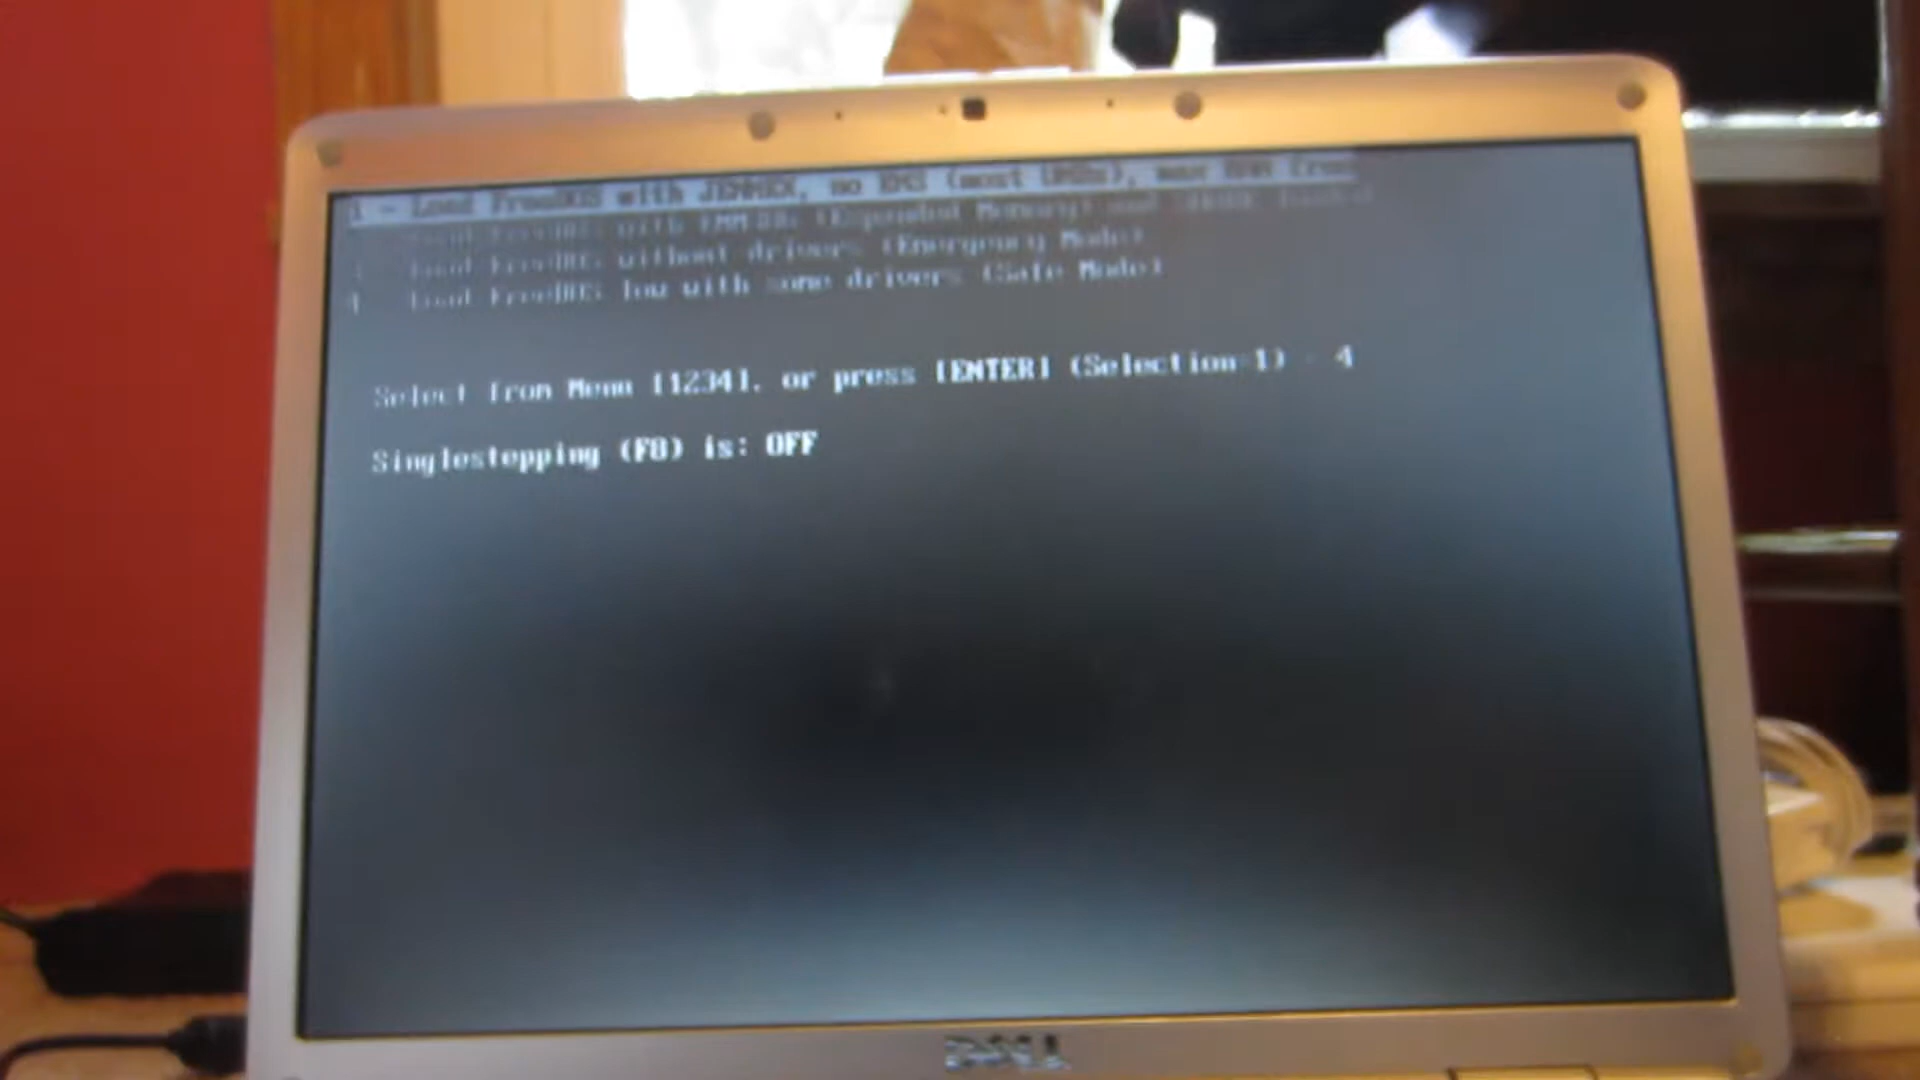 1 - Load FreeDOS with JEMMEX, no EMS (most UMBs), max RAM free
Load FreeDOS with EMM386 (Expanded Memory) and SHARE loaded
3 Load FreeDOS without drivers (Emergency Mode)
4 Load FreeDOS low with some drivers (Safe Mode)
Select from Menu [1234], or press [ENTER] (Selection=1) - 4
Singlestepping (F8) is: OFF
DELL